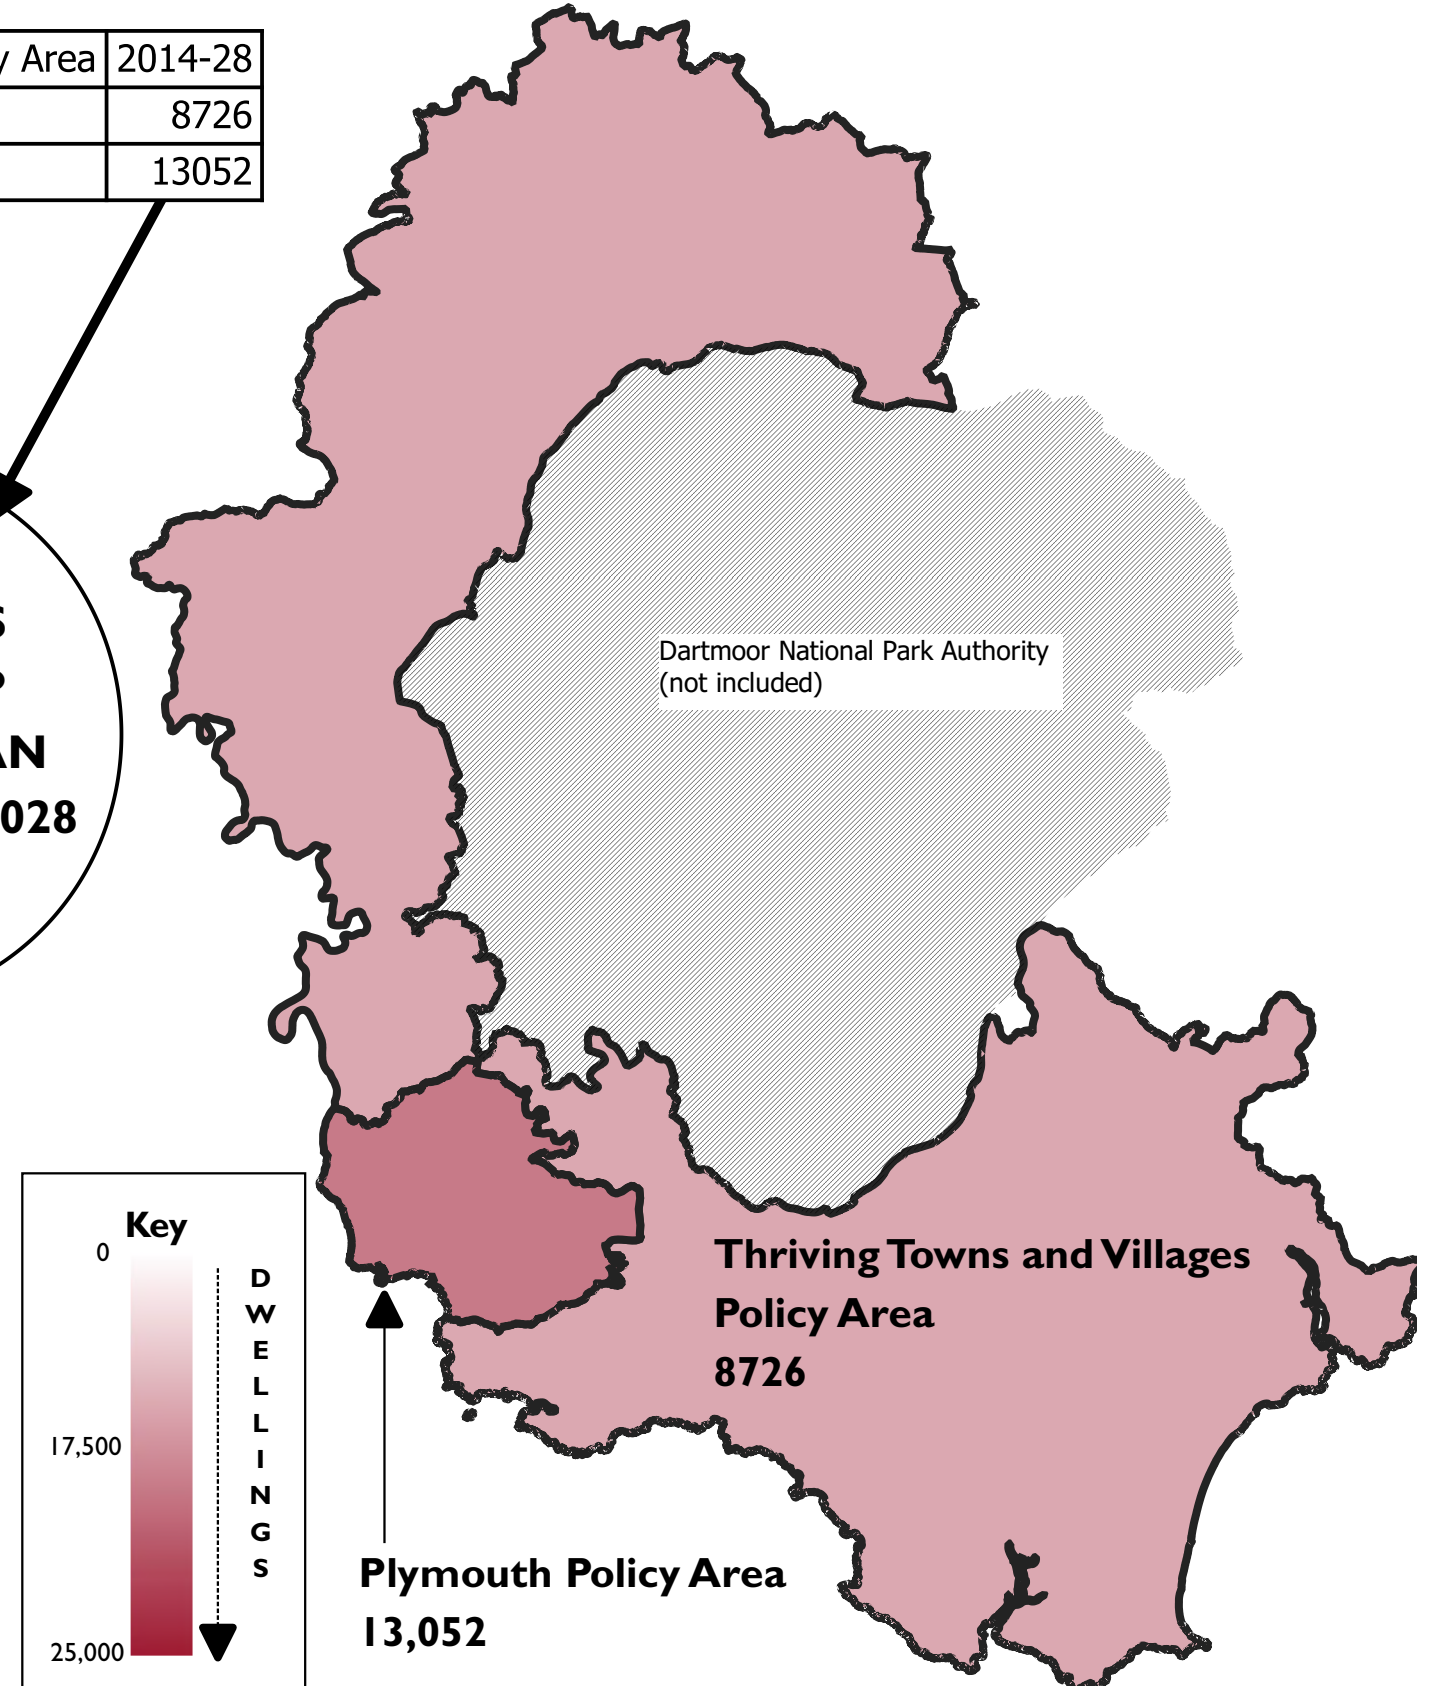 Area 2014-28
8726
13052
028
Dartmoor National Park Authority
(not included)
Thriving Towns and Villages
Policy Area
8726
Key
0
17,500
25,000
D
W
E
L
L
I
N
G
S
Plymouth Policy Area
13,052